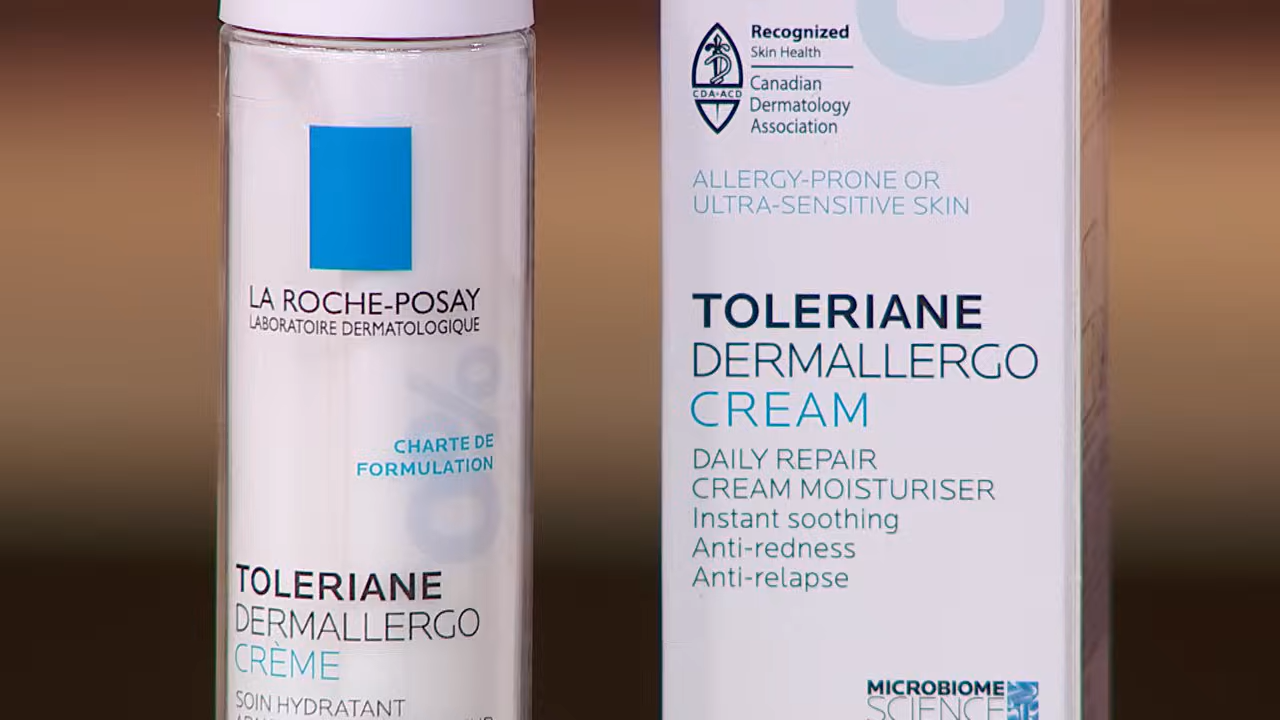 LA ROCHE-POSAY
LABORATOIRE DERMATOLOGIQUE
0%
CHARTE DE
FORMULATION
TOLERIANE
DERMALLERGO
CRÈME
SOIN HYDRATANT
Recognized
Skin Health
Canadian
Dermatology
Association
CDA·ACD
ALLERGY-PRONE OR
ULTRA-SENSITIVE SKIN
TOLERIANE
DERMALLERGO
CREAM
DAILY REPAIR
CREAM MOISTURISER
Instant soothing
Anti-redness
Anti-relapse
MICROBIOME
SCIENCE